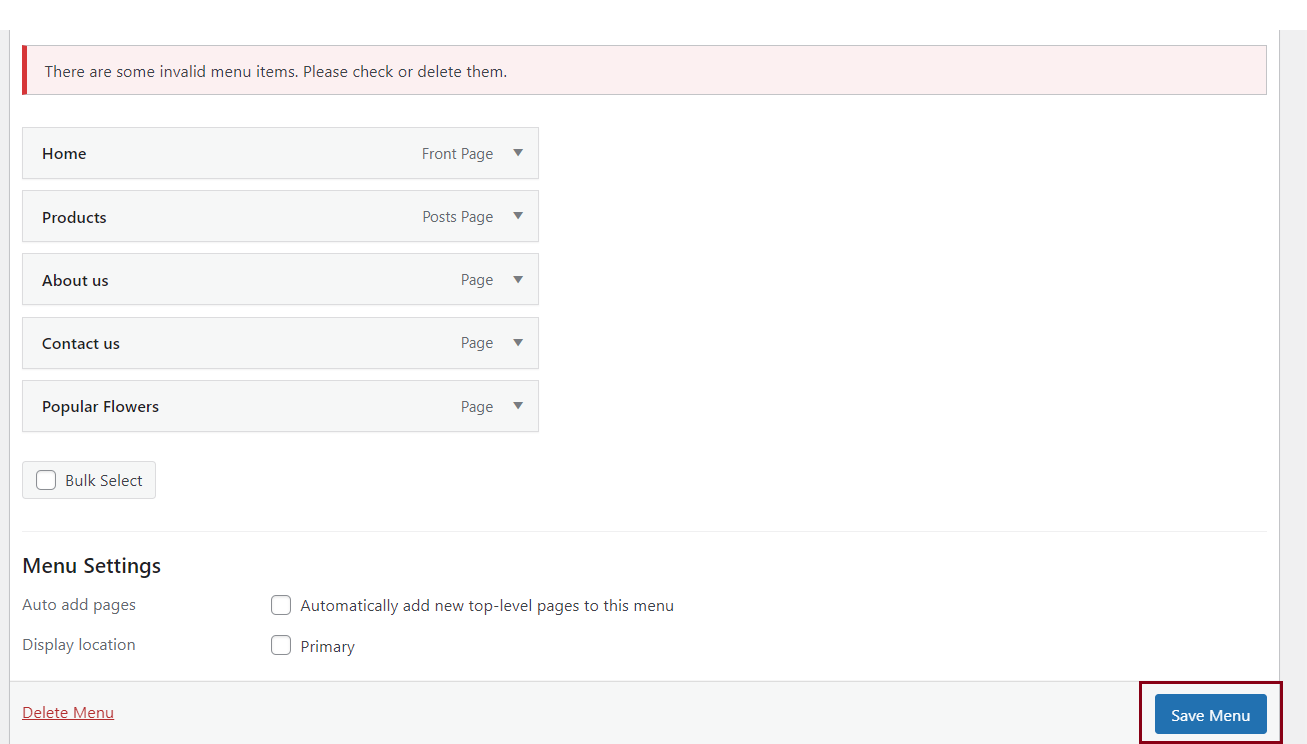 There are some invalid menu items. Please check or delete them.
Home Front Page
Products Posts Page
About us Page
Contact us Page
Popular Flowers Page
Bulk Select
Menu Settings
Auto add pages Automatically add new top-level pages to this menu
Display location Primary
Delete Menu Save Menu